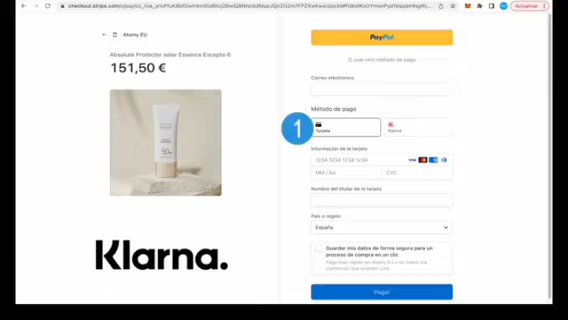 checkout.stripe.com
Actualizar
Atomy EU
Absolute Protector solar Essence Excepto 6
151,50 €
Klarna.
PayPal
O usar otro método de pago
Correo electrónico
Método de pago
1
Tarjeta
Klarna
Información de la tarjeta
1234 1234 1234 1234
VISA
MM / AA
CVC
Nombre del titular de la tarjeta
País o región
España
Guardar mis datos de forma segura para un
proceso de compra en un clic
Pagar